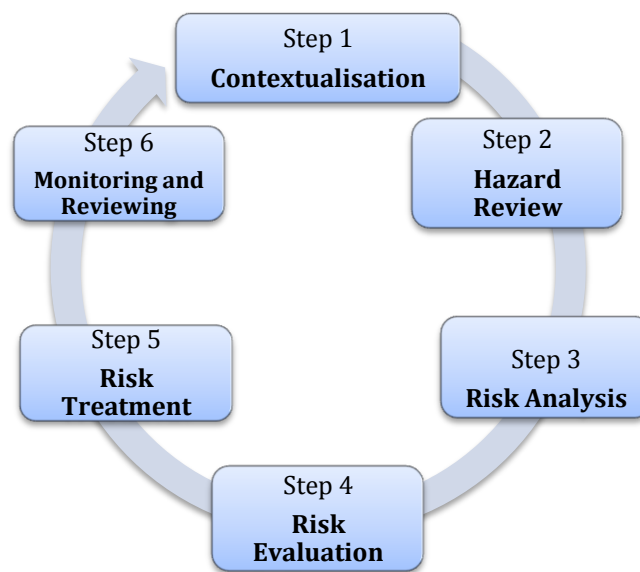 Step 1
Contextualisation
Step 2
Hazard
Review
Step 3
Risk Analysis
Step 4
Risk
Evaluation
Step 5
Risk
Treatment
Step 6
Monitoring and
Reviewing